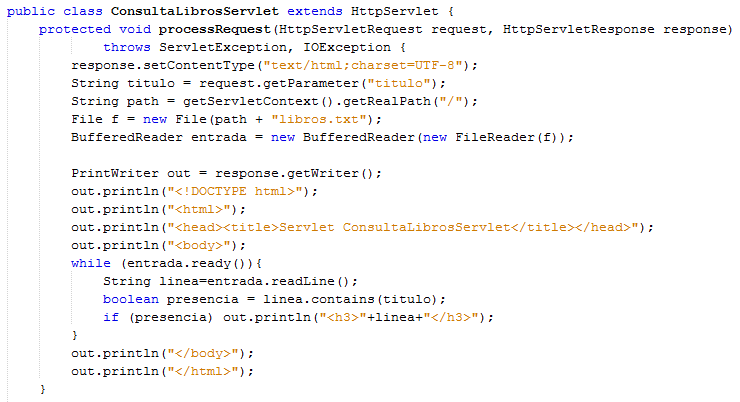 public class ConsultaLibrosServlet extends HttpServlet {
    protected void processRequest(HttpServletRequest request, HttpServletResponse response)
            throws ServletException, IOException {
        response.setContentType("text/html;charset=UTF-8");
        String titulo = request.getParameter("titulo");
        String path = getServletContext().getRealPath("/");
        File f = new File(path + "libros.txt");
        BufferedReader entrada = new BufferedReader(new FileReader(f));

        PrintWriter out = response.getWriter();
        out.println("<!DOCTYPE html>");
        out.println("<html>");
        out.println("<head><title>Servlet ConsultaLibrosServlet</title></head>");
        out.println("<body>");
        while (entrada.ready()){
            String linea=entrada.readLine();
            boolean presencia = linea.contains(titulo);
            if (presencia) out.println("<h3>"+linea+"</h3>");
        }
        out.println("</body>");
        out.println("</html>");
    }